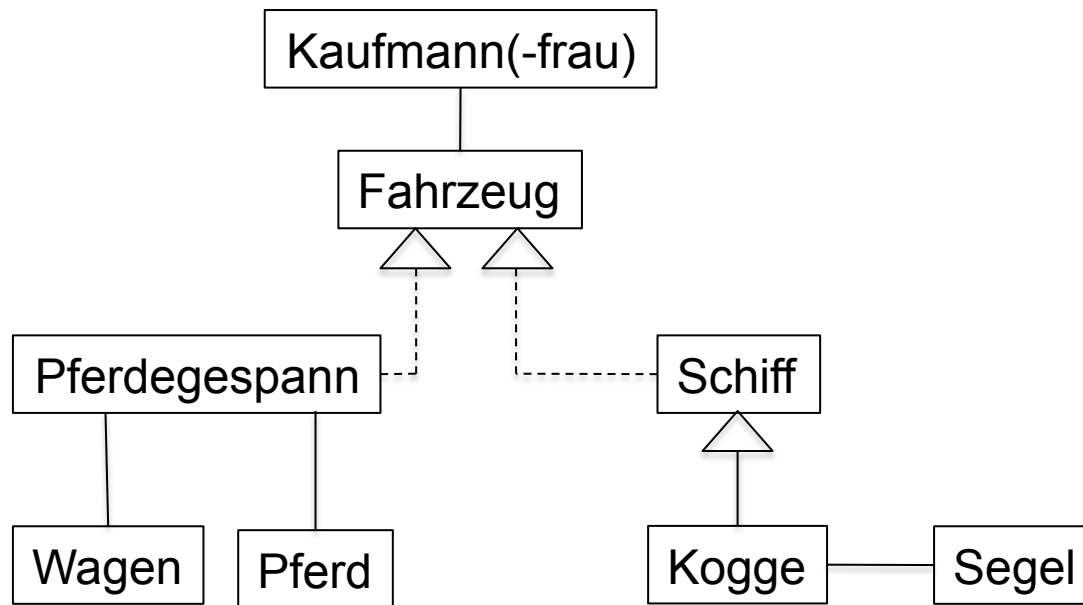 Kaufmann(-frau)
Fahrzeug
Pferdegespann
Schiff
Wagen
Pferd
Kogge
Segel